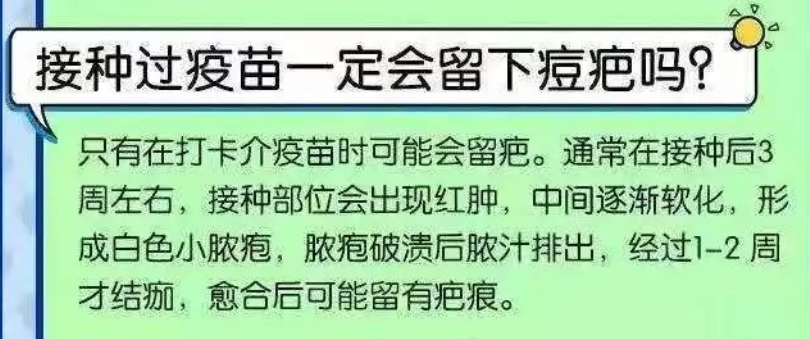 接种过疫苗一定会留下痘疤吗?
只有在打卡介疫苗时可能会留疤。通常在接种后3
周左右，接种部位会出现红肿，中间逐渐软化，形
成白色小脓疱，脓疱破溃后脓汁排出，经过1-2 周
才结痂，愈合后可能留有疤痕。